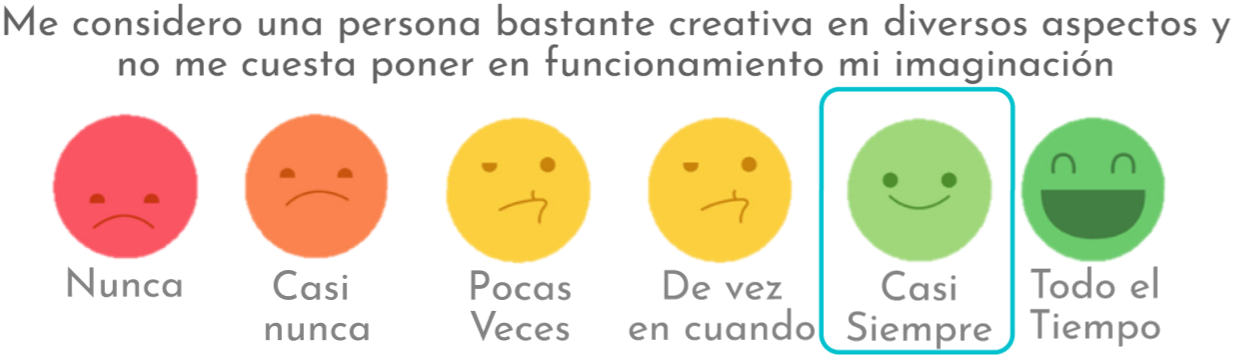 Me considero una persona bastante creativa en diversos aspectos y
no me cuesta poner en funcionamiento mi imaginación
Nunca
Casi
nunca
Pocas
Veces
De vez
en cuando
Casi
Siempre
Todo el
Tiempo